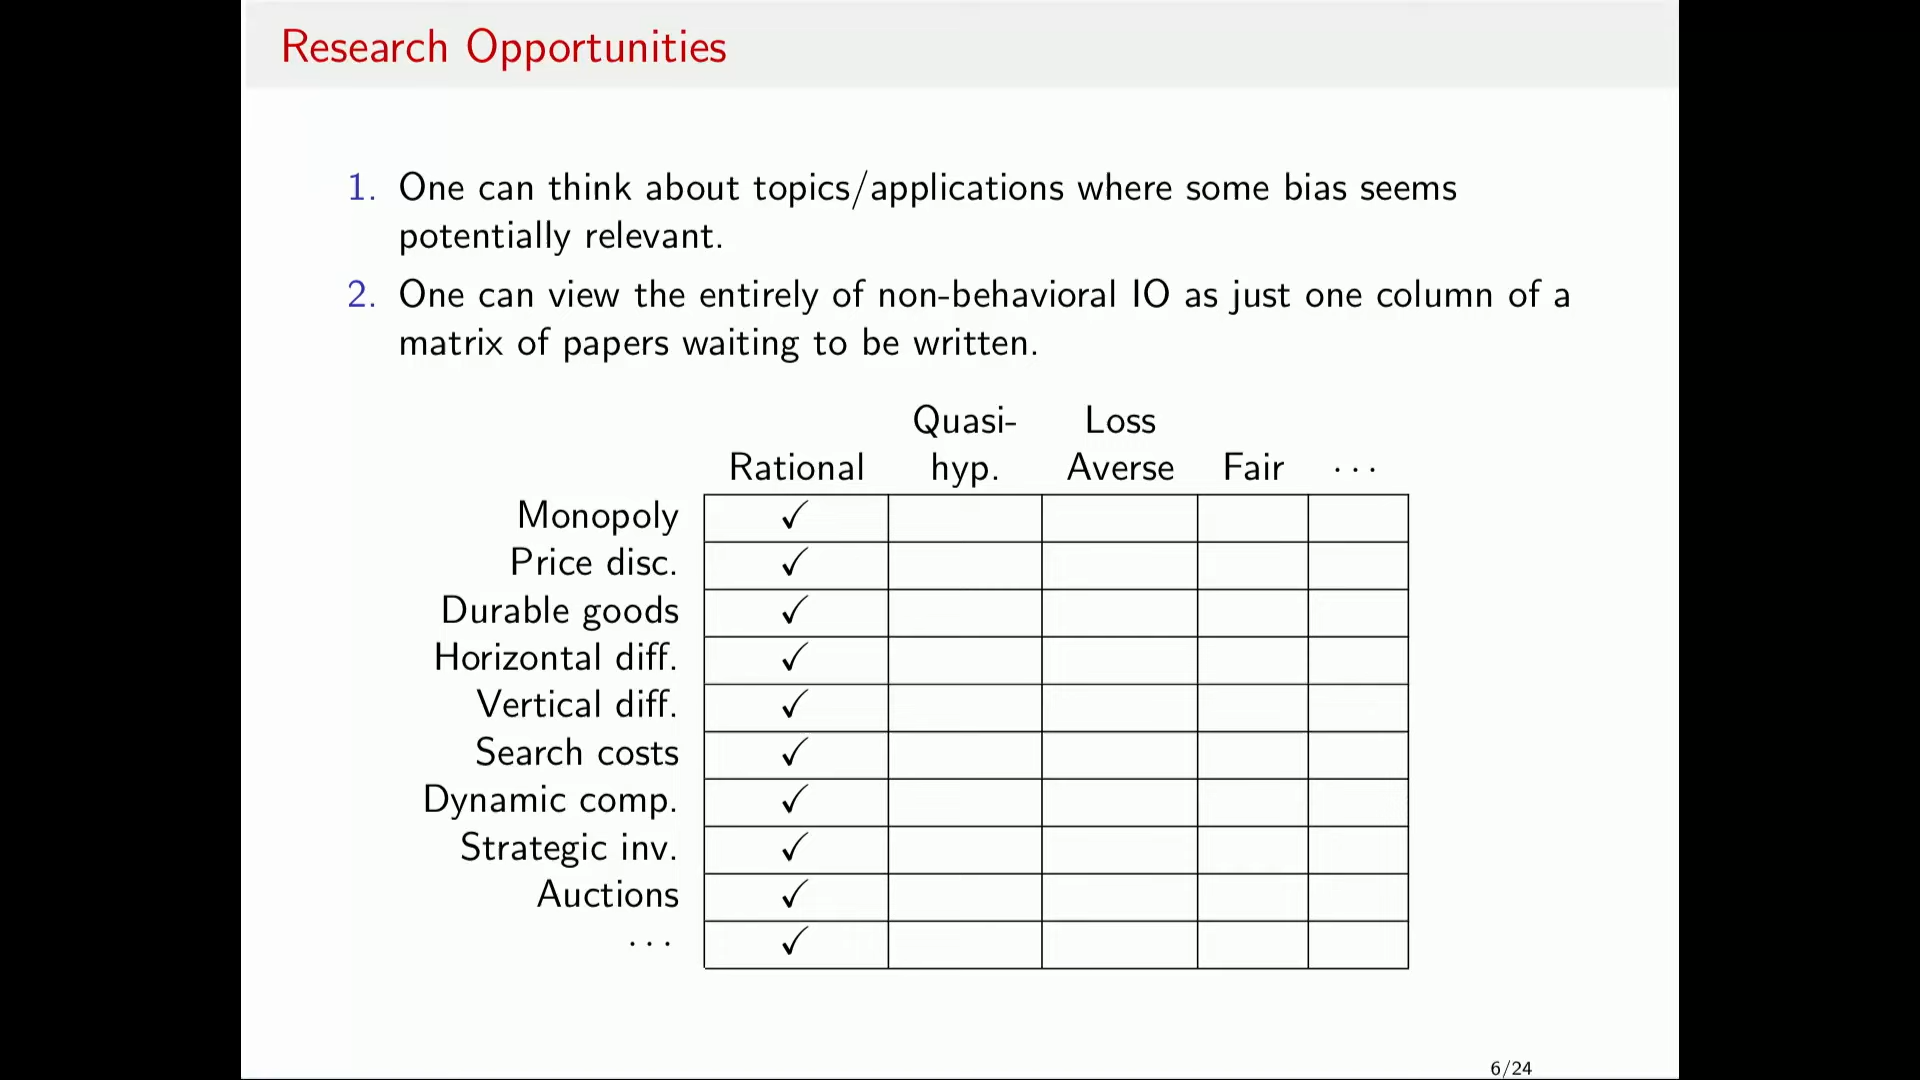 Research Opportunities
1. One can think about topics/applications where some bias seems
potentially relevant.
2. One can view the entirely of non-behavioral IO as just one column of a
matrix of papers waiting to be written.
Quasi- Loss
Rational hyp. Averse Fair ...
Monopoly ✓
Price disc. ✓
Durable goods ✓
Horizontal diff. ✓
Vertical diff. ✓
Search costs ✓
Dynamic comp. ✓
Strategic inv. ✓
Auctions ✓
... ✓
6/24